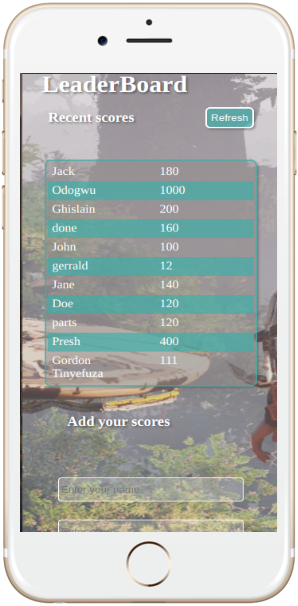 LeaderBoard
Recent scores Refresh
Jack 180
Odogwu 1000
Ghislain 200
done 160
John 100
gerrald 12
Jane 140
Doe 120
parts 120
Presh 400
Gordon 111
Tinyefuza
Add your scores
Enter your name